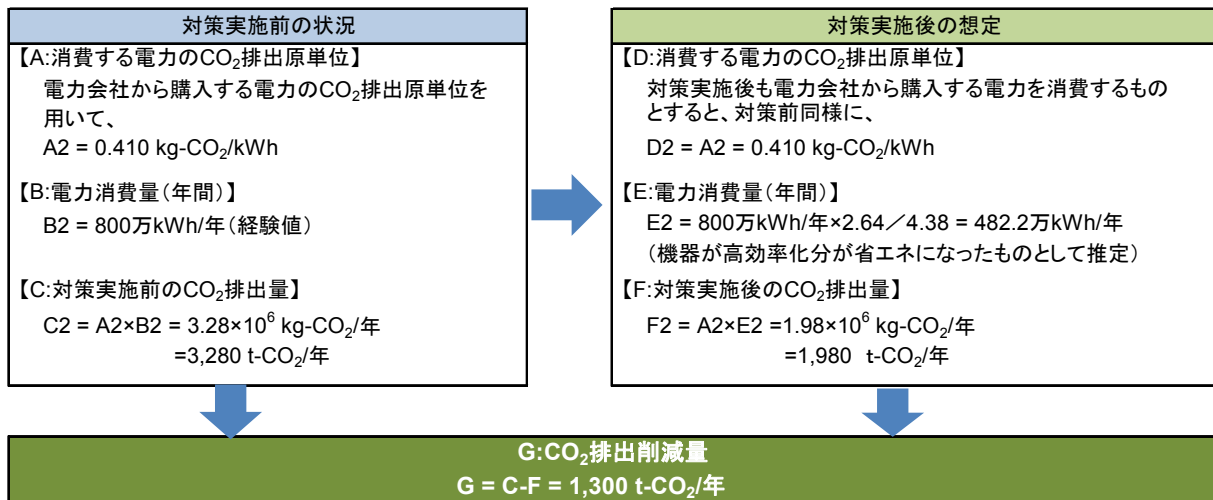 対策実施前の状況
【A:消費する電力のCO₂排出原単位】
電力会社から購入する電力のCO₂排出原単位を
用いて、
A2 = 0.410 kg-CO₂/kWh
【B:電力消費量(年間)】
B2 = 800万kWh/年(経験値)
【C:対策実施前のCO₂排出量】
C2 = A2×B2 = 3.28×10⁶ kg-CO₂/年
=3,280 t-CO₂/年
対策実施後の想定
【D:消費する電力のCO₂排出原単位】
対策実施後も電力会社から購入する電力を消費するもの
とすると、対策前同様に、
D2 = A2 = 0.410 kg-CO₂/kWh
【E:電力消費量(年間)】
E2 = 800万kWh/年×2.64/4.38 = 482.2万kWh/年
(機器が高効率化分が省エネになったものとして推定)
【F:対策実施後のCO₂排出量】
F2 = A2×E2 =1.98×10⁶ kg-CO₂/年
=1,980 t-CO₂/年
G:CO₂排出削減量
G = C-F = 1,300 t-CO₂/年